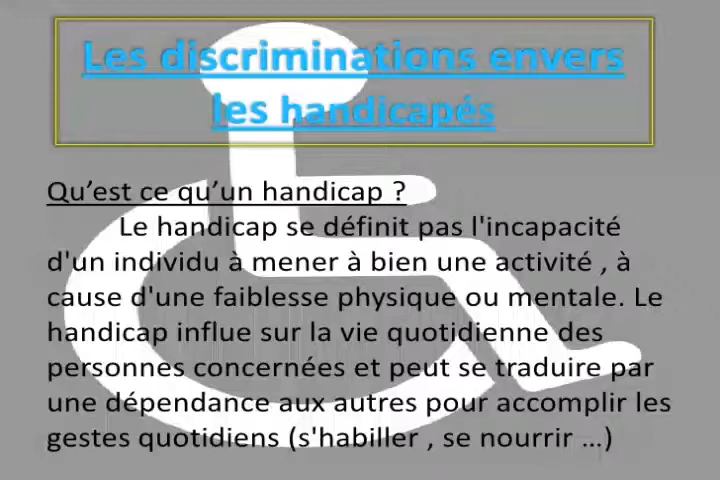 Les discriminations envers
les handicapés
Qu’est ce qu’un handicap ?
Le handicap se définit pas l'incapacité
d'un individu à mener à bien une activité , à
cause d'une faiblesse physique ou mentale. Le
handicap influe sur la vie quotidienne des
personnes concernées et peut se traduire par
une dépendance aux autres pour accomplir les
gestes quotidiens (s'habiller , se nourrir …)